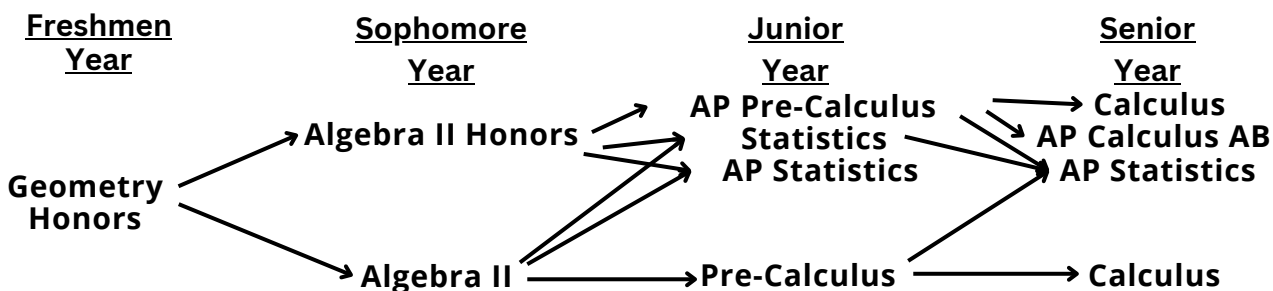 Freshmen
Year
Sophomore
Year
Junior
Year
Senior
Year
Geometry
Honors
Algebra II Honors
Algebra II
AP Pre-Calculus
Statistics
AP Statistics
Pre-Calculus
Calculus
AP Calculus AB
AP Statistics
Calculus